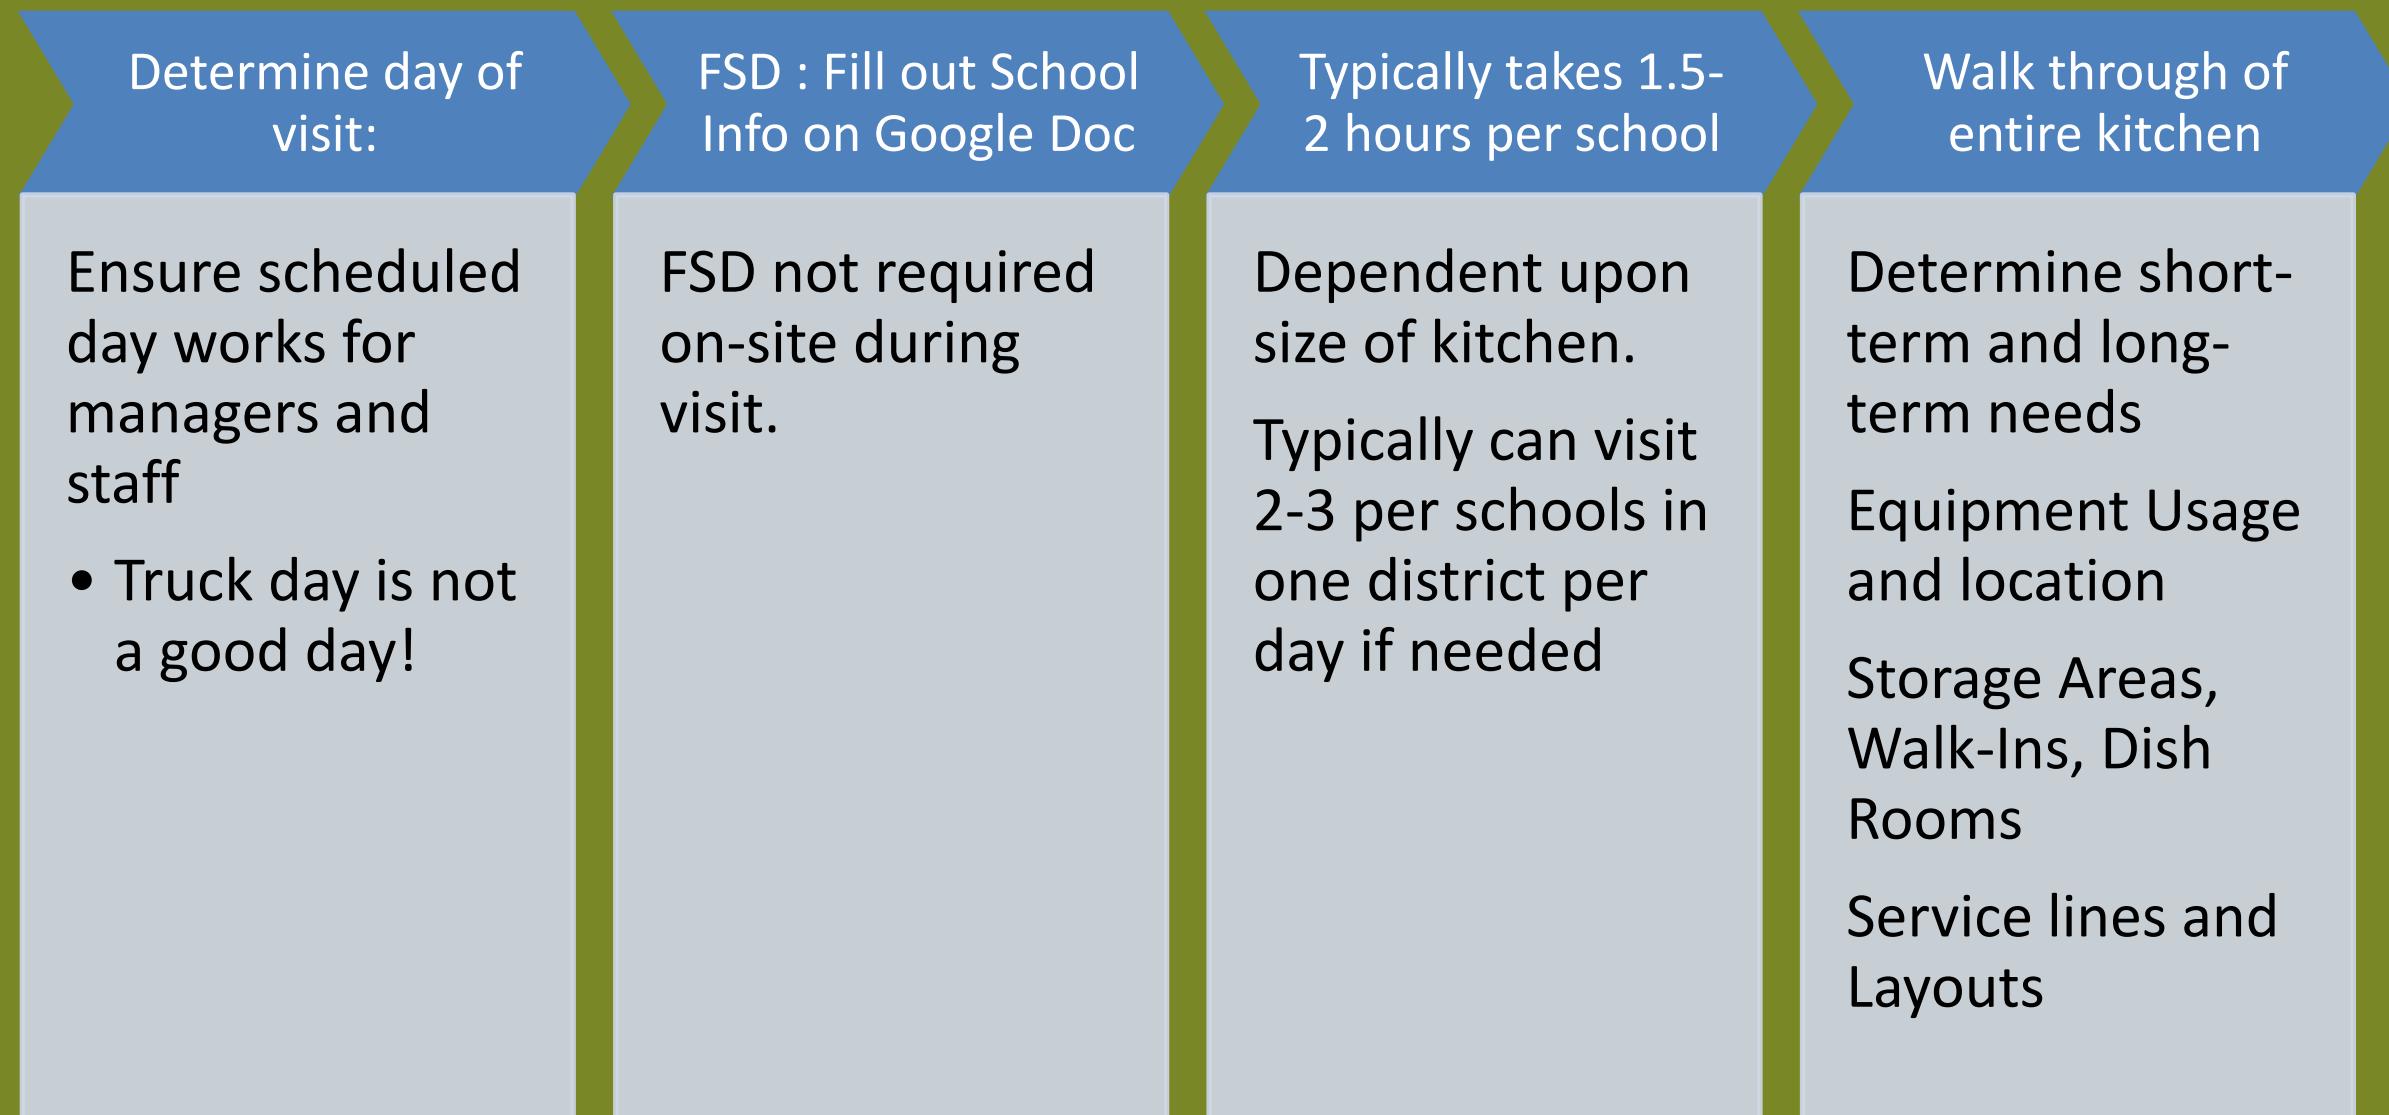 Determine day of
visit:
Ensure scheduled
day works for
managers and
staff
• Truck day is not
a good day!
FSD : Fill out School
Info on Google Doc
FSD not required
on-site during
visit.
Typically takes 1.5-
2 hours per school
Dependent upon
size of kitchen.
Typically can visit
2-3 per schools in
one district per
day if needed
Walk through of
entire kitchen
Determine short-
term and long-
term needs
Equipment Usage
and location
Storage Areas,
Walk-Ins, Dish
Rooms
Service lines and
Layouts